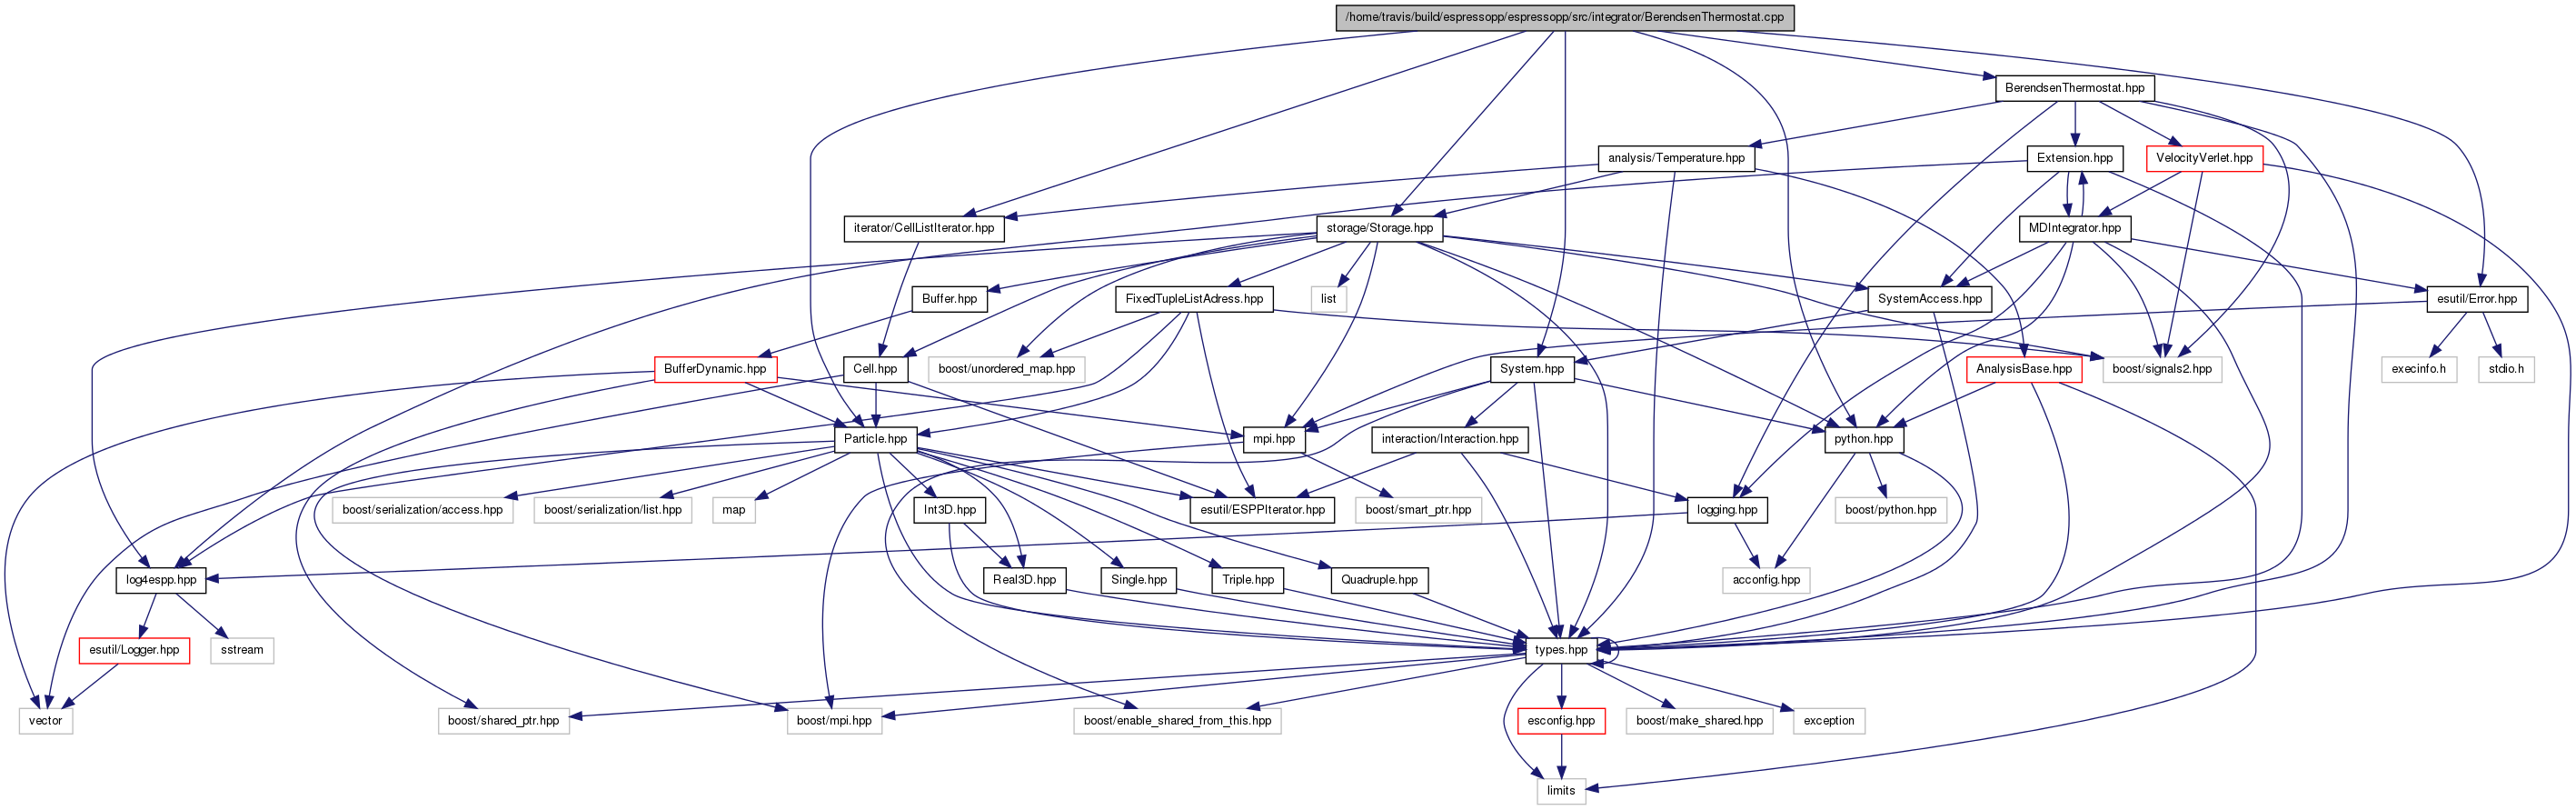 /home/travis/build/espressopp/espressopp/src/integrator/BerendsenThermostat.cpp
BerendsenThermostat.hpp
analysis/Temperature.hpp
Extension.hpp
VelocityVerlet.hpp
iterator/CellListIterator.hpp
storage/Storage.hpp
MDIntegrator.hpp
Buffer.hpp
list
FixedTupleListAdress.hpp
SystemAccess.hpp
esutil/Error.hpp
BufferDynamic.hpp
Cell.hpp
boost/unordered_map.hpp
System.hpp
AnalysisBase.hpp
boost/signals2.hpp
execinfo.h
stdio.h
Particle.hpp
mpi.hpp
interaction/Interaction.hpp
python.hpp
boost/serialization/access.hpp
boost/serialization/list.hpp
map
Int3D.hpp
esutil/ESPPIterator.hpp
boost/smart_ptr.hpp
logging.hpp
boost/python.hpp
log4espp.hpp
Real3D.hpp
Single.hpp
Triple.hpp
Quadruple.hpp
acconfig.hpp
esutil/Logger.hpp
sstream
types.hpp
vector
boost/shared_ptr.hpp
boost/mpi.hpp
boost/enable_shared_from_this.hpp
esconfig.hpp
boost/make_shared.hpp
exception
limits